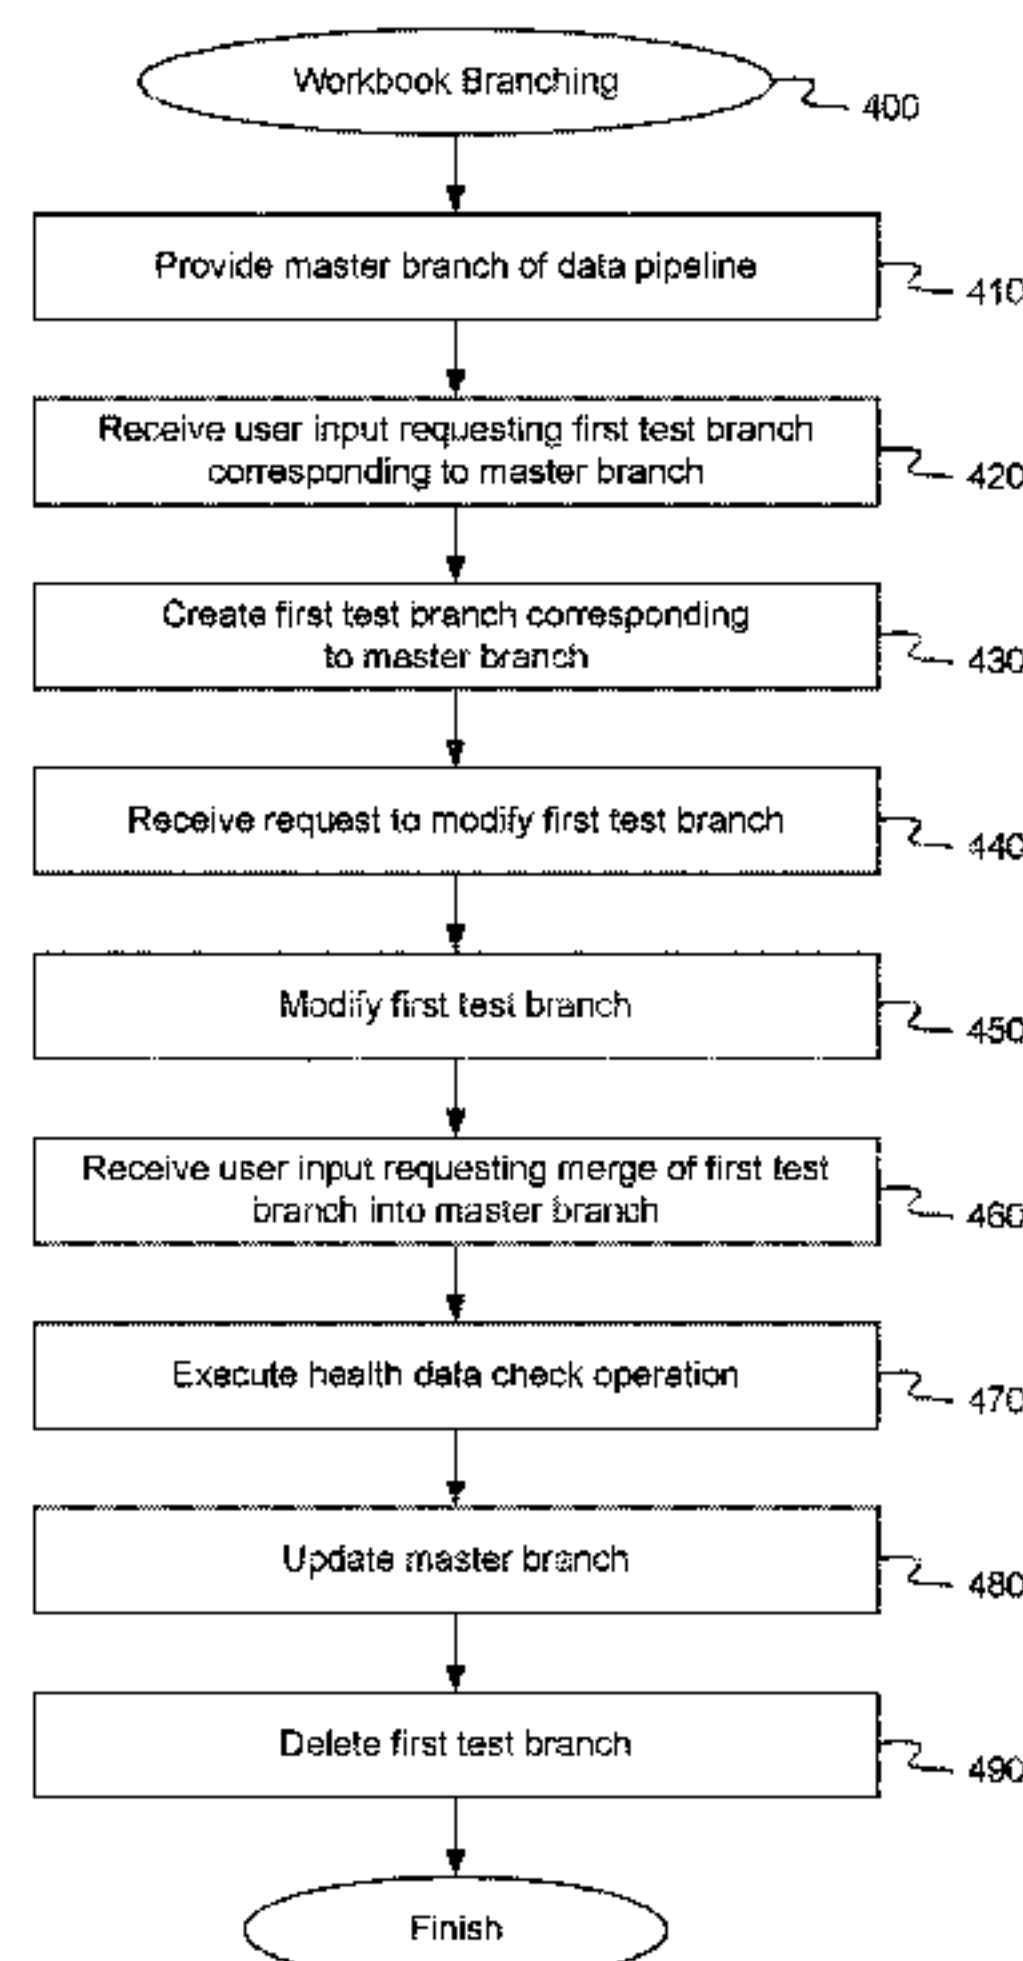 Workbook Branching
400
Provide master branch of data pipeline
410
Receive user input requesting first test branch
corresponding to master branch
420
Create first test branch corresponding
to master branch
430
Receive request to modify first test branch
440
Modify first test branch
450
Receive user input requesting merge of first test
branch into master branch
460
Execute health data check operation
470
Update master branch
480
Delete first test branch
490
Finish